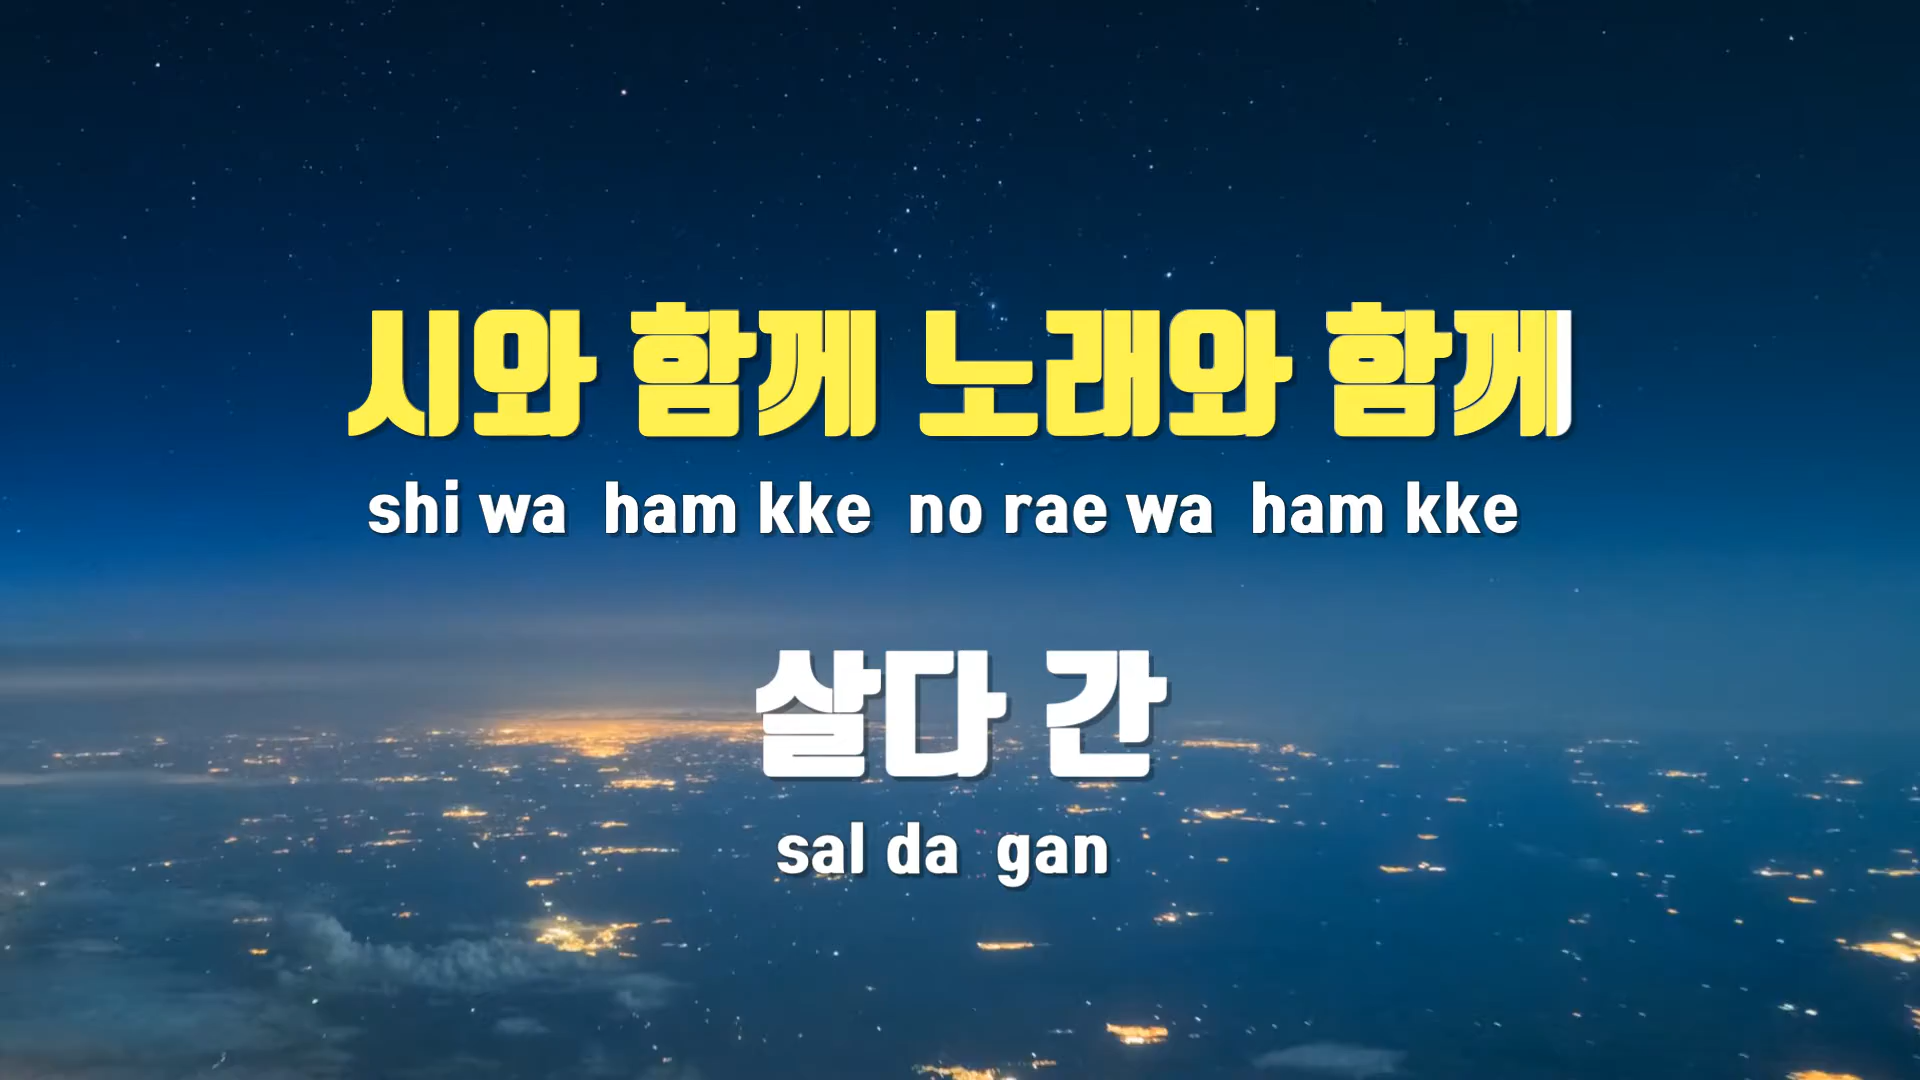 시와 함께 노래와 함께
shi wa ham kke no rae wa ham kke
살다 간
sal da gan